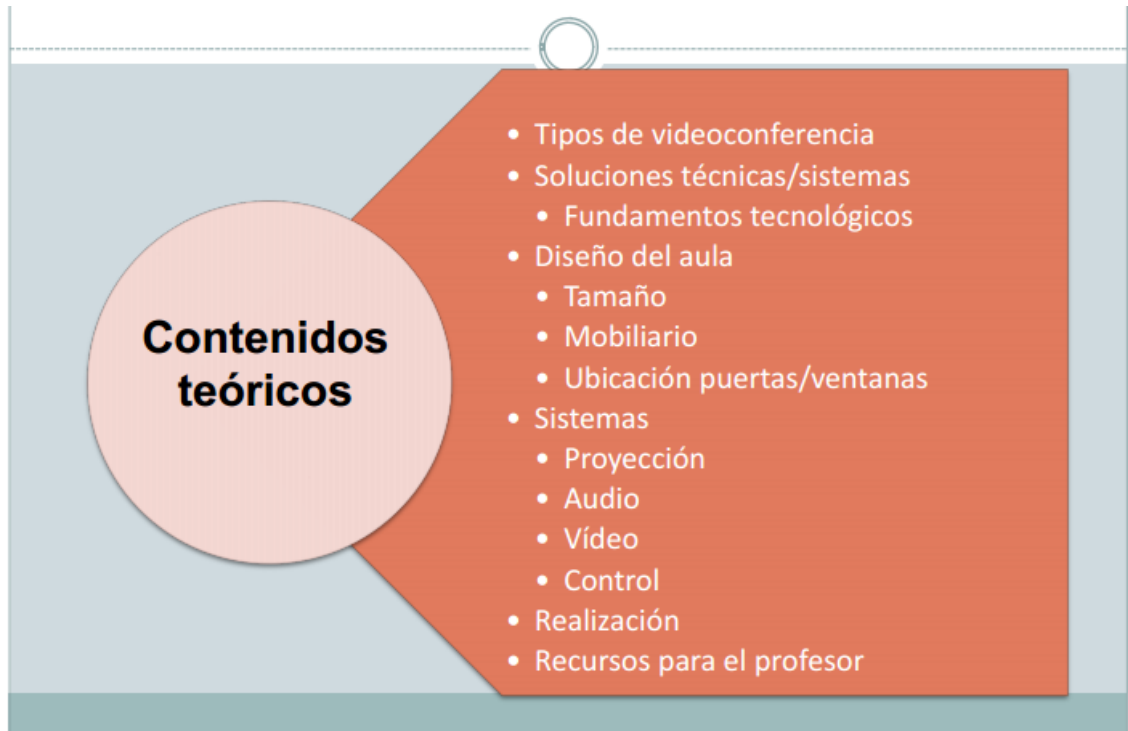 Contenidos
teóricos
• Tipos de videoconferencia
• Soluciones técnicas/sistemas
• Fundamentos tecnológicos
• Diseño del aula
• Tamaño
• Mobiliario
• Ubicación puertas/ventanas
• Sistemas
• Proyección
• Audio
• Vídeo
• Control
• Realización
• Recursos para el profesor